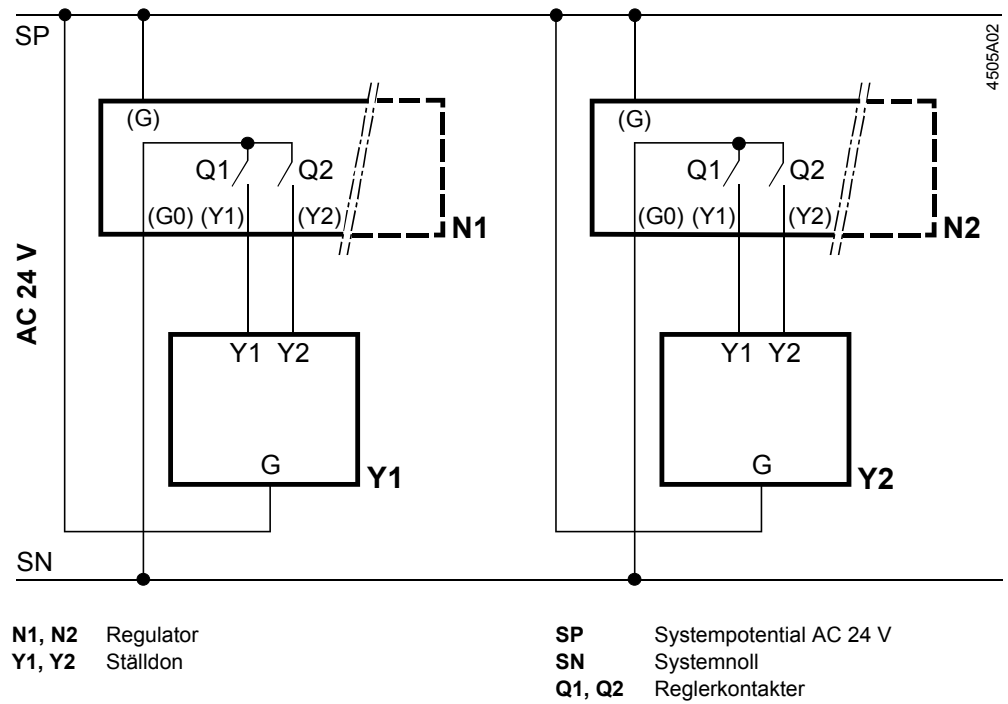 SP
4505A02
(G)
(G)
Q1 Q2
Q1 Q2
(G0) (Y1) (Y2)
N1
(G0) (Y1) (Y2)
N2
AC 24 V
Y1 Y2
Y1 Y2
G
Y1
G
Y2
SN
N1, N2 Regulator
Y1, Y2 Ställdon
SP Systempotential AC 24 V
SN Systemnoll
Q1, Q2 Reglerkontakter